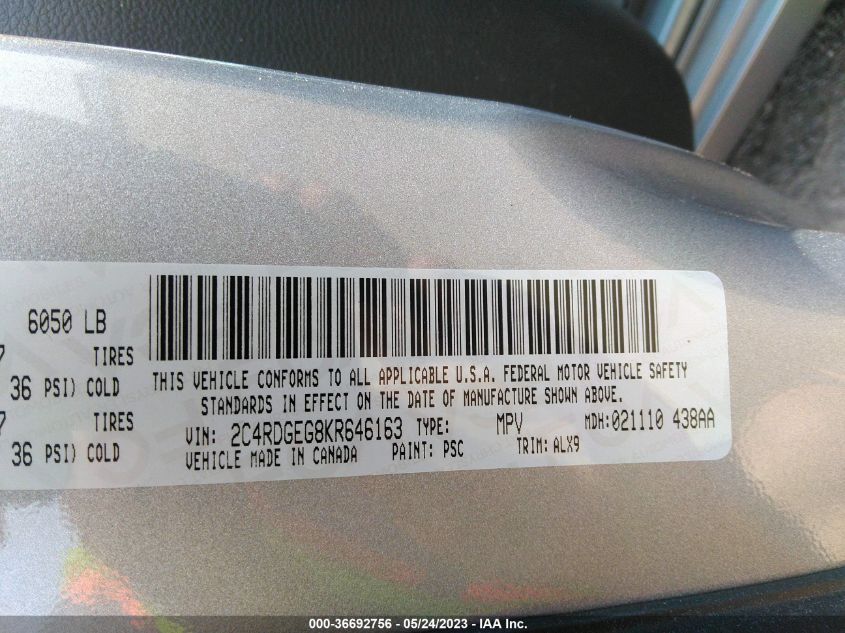 6050 LB
7 TIRES
36 PSI) COLD
7 TIRES
36 PSI) COLD
THIS VEHICLE CONFORMS TO ALL APPLICABLE U.S.A. FEDERAL MOTOR VEHICLE SAFETY
STANDARDS IN EFFECT ON THE DATE OF MANUFACTURE SHOWN ABOVE.
VIN: 2C4RDGEG8KR646163 TYPE: MPV MDH:021110 438AA
VEHICLE MADE IN CANADA PAINT: PSC TRIM: ALX9
000-36692756 - 05/24/2023 - IAA Inc.